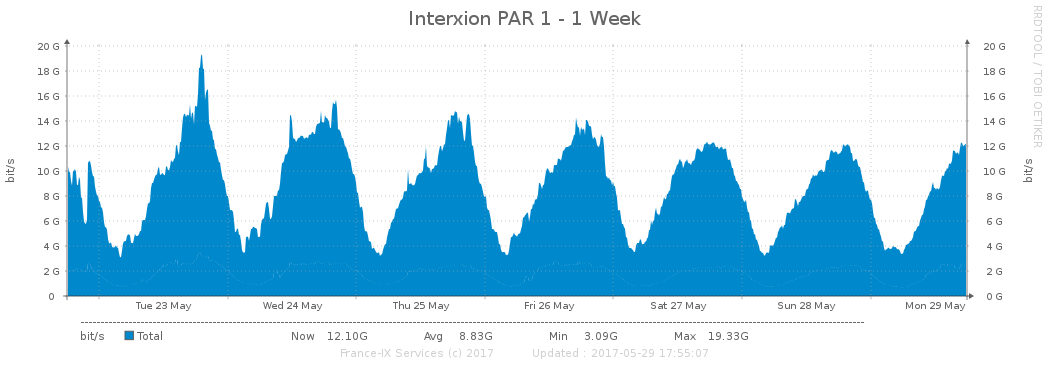 Interxion PAR 1 - 1 Week
RRDTOOL / TOBI OETIKER
bit/s
bit/s
20 G 20 G
18 G 18 G
16 G 16 G
14 G 14 G
12 G 12 G
10 G 10 G
8 G 8 G
6 G 6 G
4 G 4 G
2 G 2 G
0 0 G
Tue 23 May Wed 24 May Thu 25 May Fri 26 May Sat 27 May Sun 28 May Mon 29 May
bit/s Total Now 12.10G Avg 8.83G Min 3.09G Max 19.33G
France-IX Services (c) 2017 Updated : 2017-05-29 17:55:07